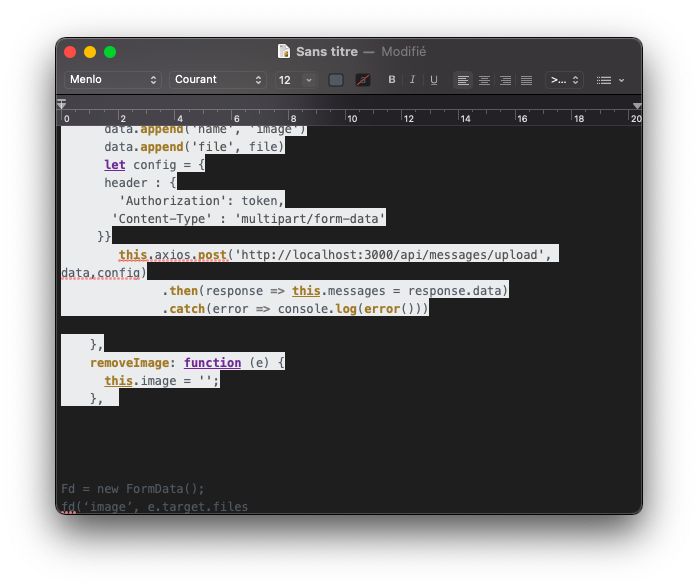 Sans titre — Modifié
Menlo Courant 12 B I U >...
0 2 4 6 8 10 12 14 16 18 20
data.append('name', 'image')
data.append('file', file)
let config = {
header : {
'Authorization': token,
'Content-Type' : 'multipart/form-data'
}}
this.axios.post('http://localhost:3000/api/messages/upload',
data,config)
.then(response => this.messages = response.data)
.catch(error => console.log(error()))
},
removeImage: function (e) {
this.image = '';
},
Fd = new FormData();
fd('image’, e.target.files